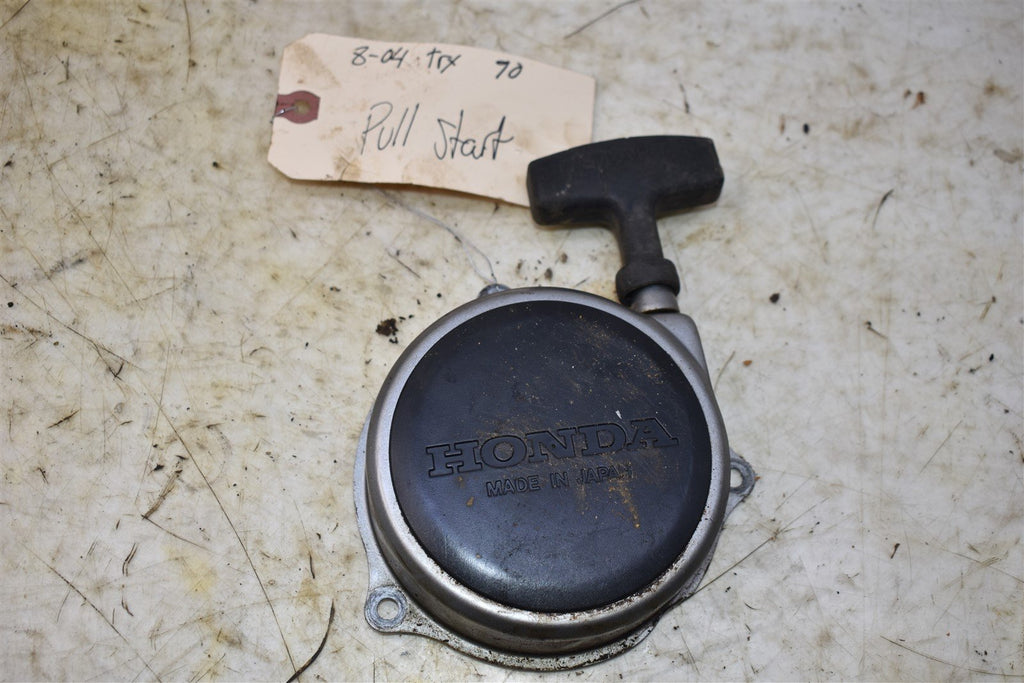 8-04 trx 70
Pull Start
HONDA
MADE IN JAPAN